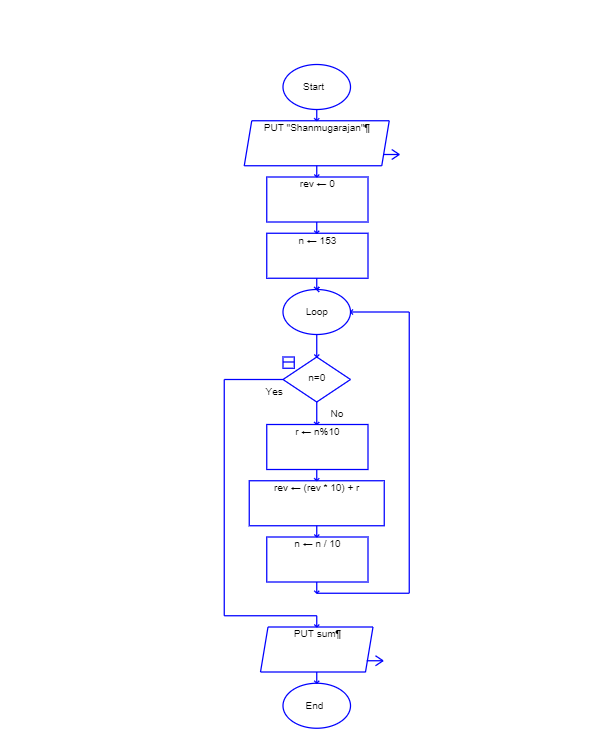 Start
PUT "Shanmugarajan"¶
rev ← 0
n ← 153
Loop
n=0
Yes
No
r ← n%10
rev ← (rev * 10) + r
n ← n / 10
PUT sum¶
End